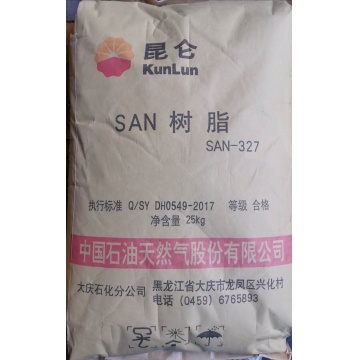 昆仑
KunLun
SAN 树脂
SAN-327
执行标准 Q/SY DH0549-2017 等级 合格
净含量 25kg
中国石油天然气股份有限公司
大庆石化分公司 黑龙江省大庆市龙凤区兴化村
电话 (0459) 6765893